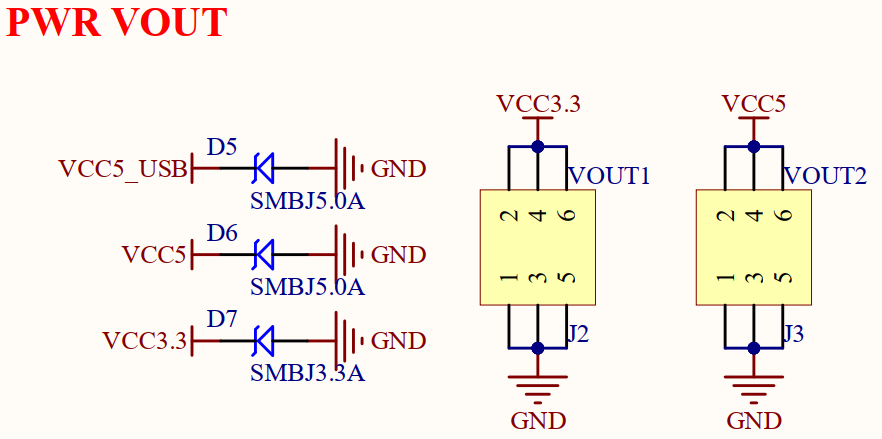 PWR VOUT
VCC5_USB
D5
SMBJ5.0A
GND
VCC5
D6
SMBJ5.0A
GND
VCC3.3
D7
SMBJ3.3A
GND
VCC3.3
VOUT1
2 4 6
1 3 5
J2
GND
VCC5
VOUT2
2 4 6
1 3 5
J3
GND